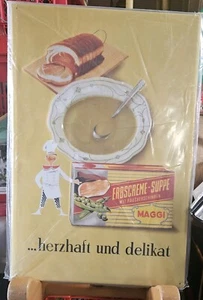 ERBSCREME-SUPPE
MAGGI
...herzhaft und delikat